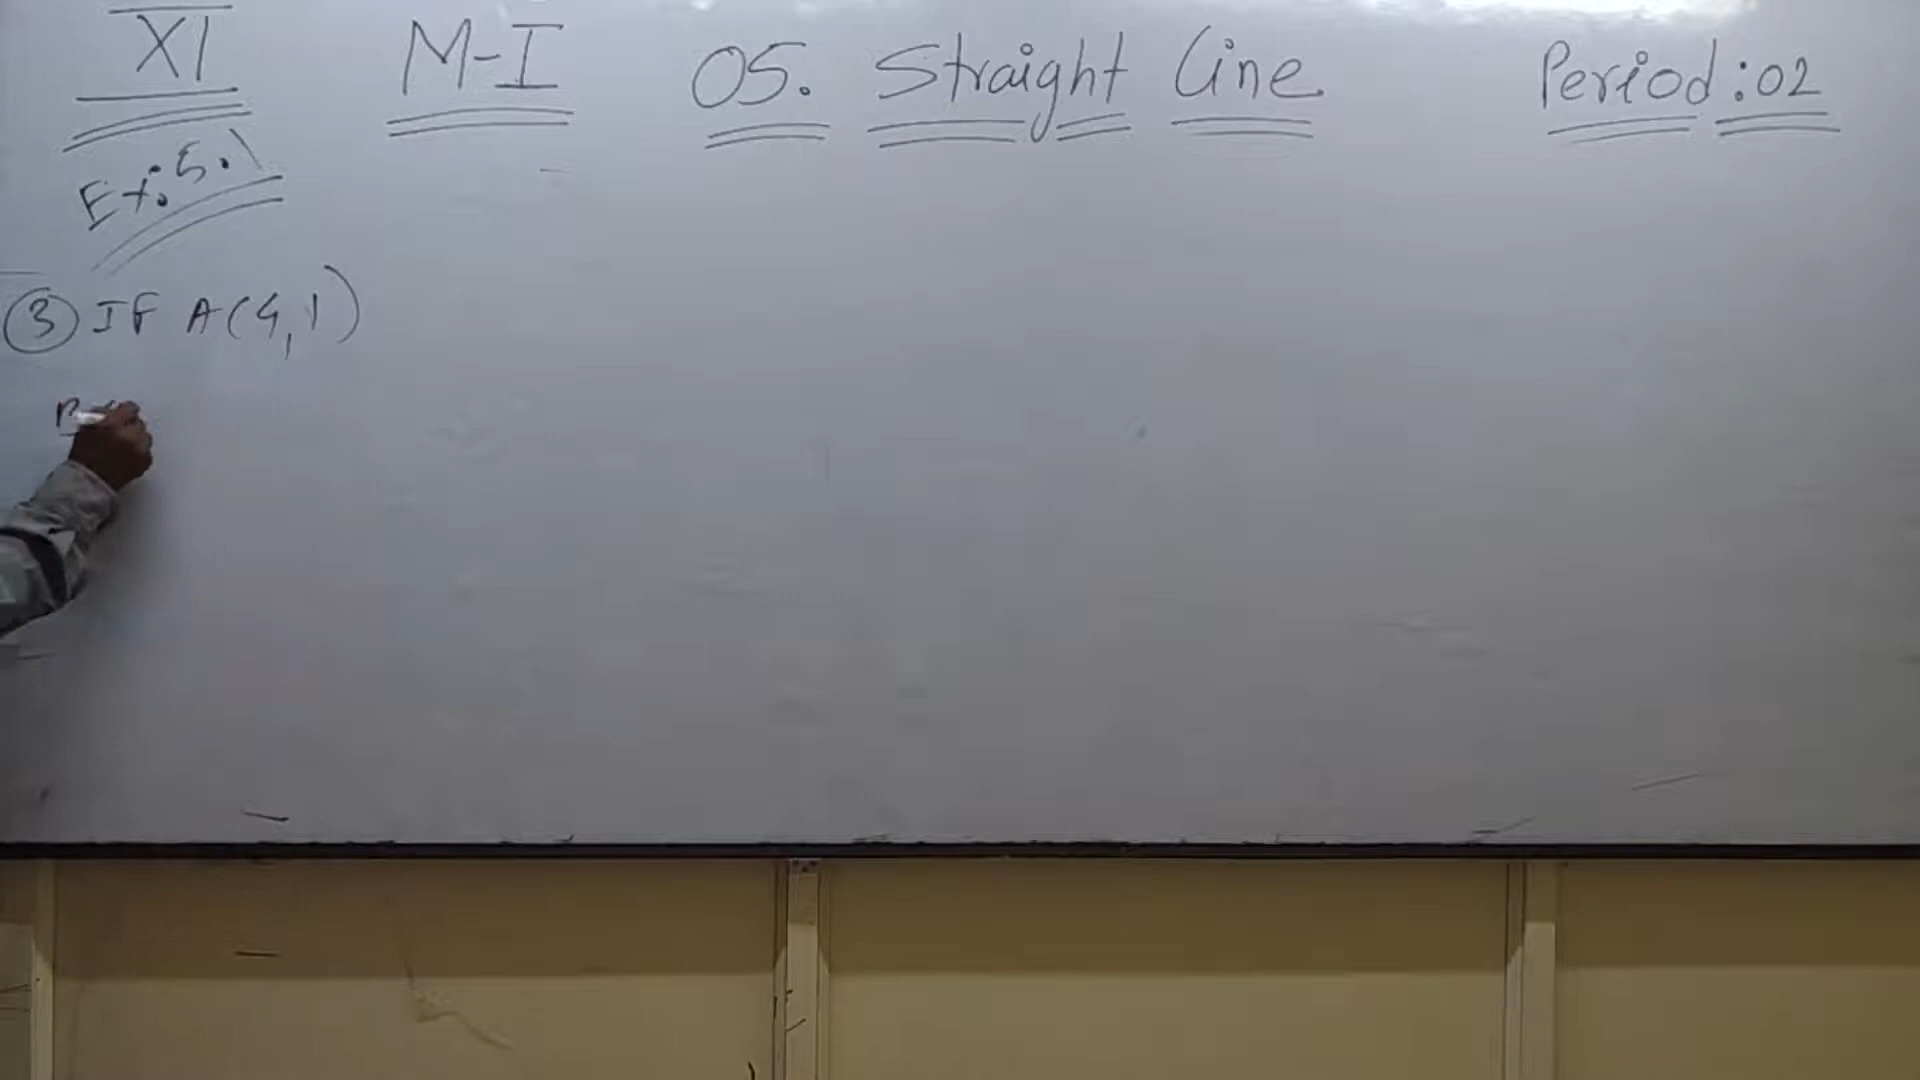 XI M-I 05. Straight Line Period:02
Ex:5.1
③ IF A(4,1)